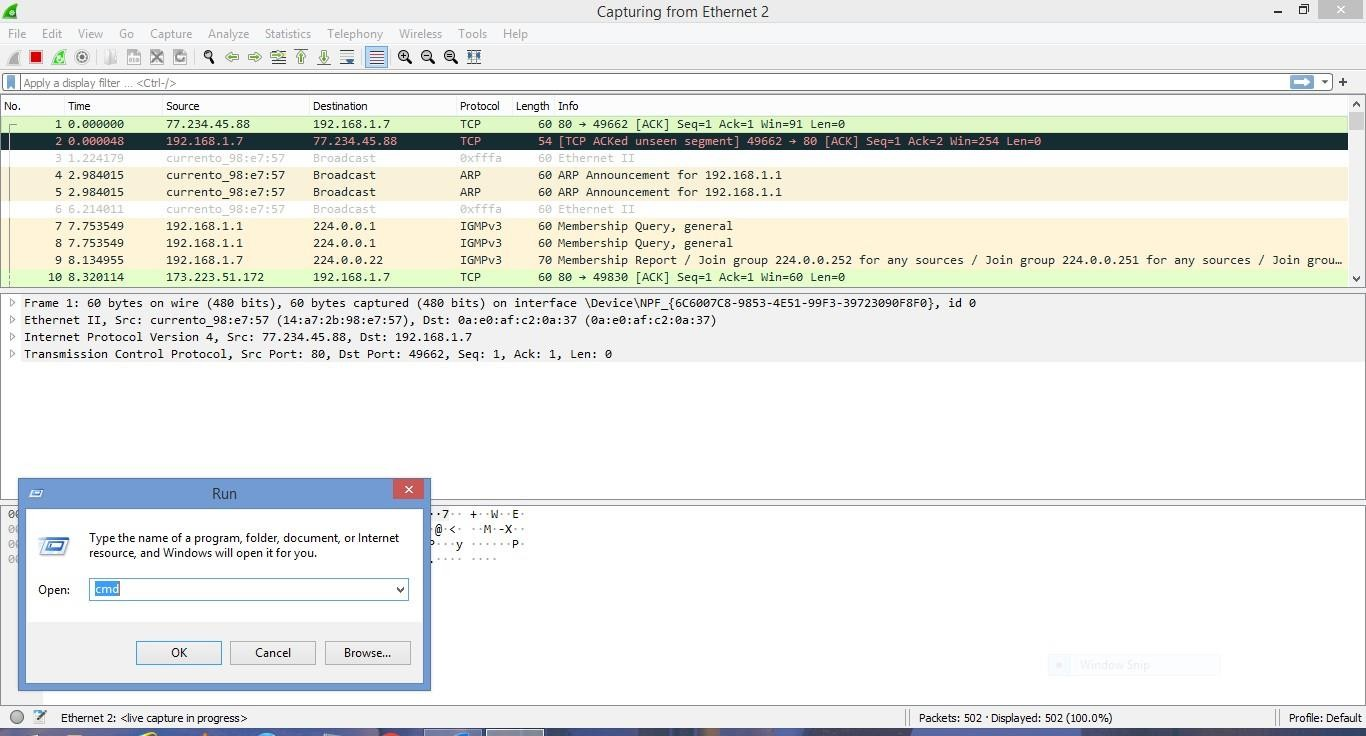 Capturing from Ethernet 2
File Edit View Go Capture Analyze Statistics Telephony Wireless Tools Help
Apply a display filter ... <Ctrl-/>
No. Time Source Destination Protocol Length Info
1 0.000000 77.234.45.88 192.168.1.7 TCP 60 80 → 49662 [ACK] Seq=1 Ack=1 Win=91 Len=0
2 0.000048 192.168.1.7 77.234.45.88 TCP 54 [TCP ACKed unseen segment] 49662 → 80 [ACK] Seq=1 Ack=2 Win=254 Len=0
3 1.224179 currento_98:e7:57 Broadcast 0xfffa 60 Ethernet II
4 2.984015 currento_98:e7:57 Broadcast ARP 60 ARP Announcement for 192.168.1.1
5 2.984015 currento_98:e7:57 Broadcast ARP 60 ARP Announcement for 192.168.1.1
6 6.214011 currento_98:e7:57 Broadcast 0xfffa 60 Ethernet II
7 7.753549 192.168.1.1 224.0.0.1 IGMPv3 60 Membership Query, general
8 7.753549 192.168.1.1 224.0.0.1 IGMPv3 60 Membership Query, general
9 8.134955 192.168.1.7 224.0.0.22 IGMPv3 70 Membership Report / Join group 224.0.0.252 for any sources / Join group 224.0.0.251 for any sources / Join grou…
10 8.320114 173.223.51.172 192.168.1.7 TCP 60 80 → 49830 [ACK] Seq=1 Ack=1 Win=60 Len=0
Frame 1: 60 bytes on wire (480 bits), 60 bytes captured (480 bits) on interface \Device\NPF_{6C6007C8-9853-4E51-99F3-39723090F8F0}, id 0
Ethernet II, Src: currento_98:e7:57 (14:a7:2b:98:e7:57), Dst: 0a:e0:af:c2:0a:37 (0a:e0:af:c2:0a:37)
Internet Protocol Version 4, Src: 77.234.45.88, Dst: 192.168.1.7
Transmission Control Protocol, Src Port: 80, Dst Port: 49662, Seq: 1, Ack: 1, Len: 0
··7·· +··W··E·
·@·<· ··M·-X··
···y ······P·
·.···· ····
Run
Type the name of a program, folder, document, or Internet
resource, and Windows will open it for you.
Open: cmd
OK Cancel Browse...
Window Snip
Ethernet 2: <live capture in progress>
Packets: 502 · Displayed: 502 (100.0%)
Profile: Default